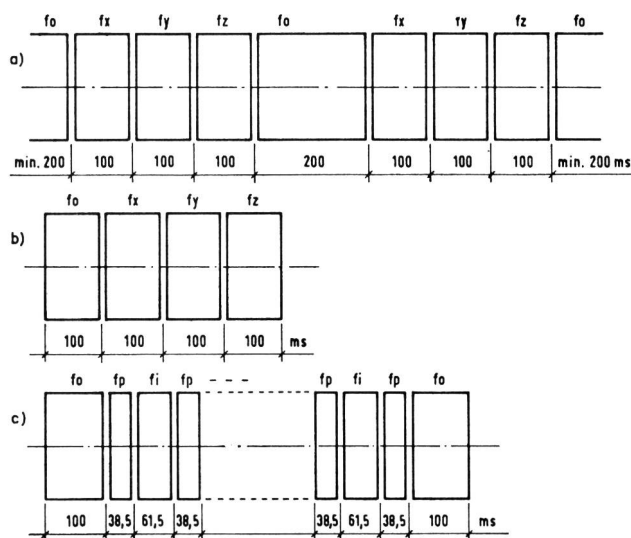 fo fx fy fz fo fx fy fz fo
a)
min. 200 100 100 100 200 100 100 100 min. 200 ms
fo fx fy fz
b)
100 100 100 100 ms
fo fp fi fp - - - fp fi fp fo
c)
100 38,5 61,5 38,5 38,5 61,5 38,5 100 ms